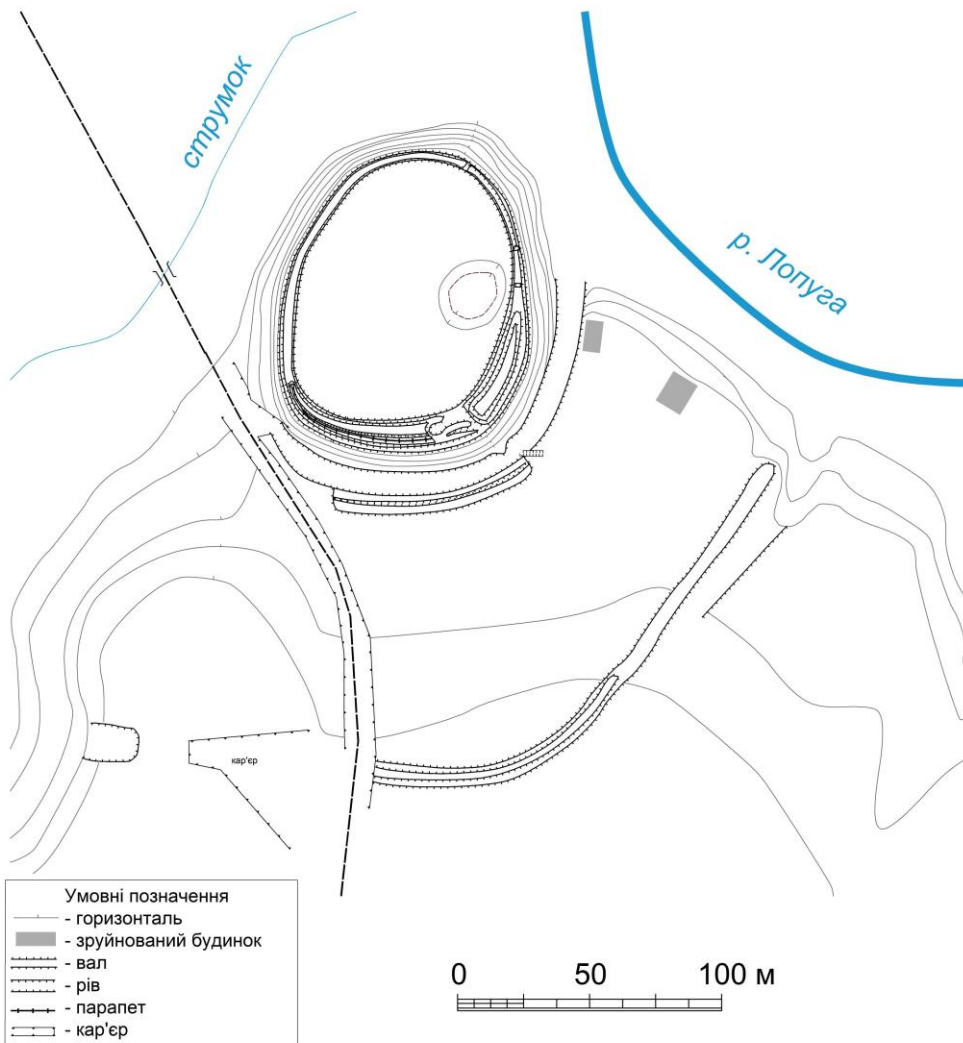 струмок
р. Лопуга
кар'єр
Умовні позначення
- горизонталь
- зруйнований будинок
- вал
- рів
- парапет
- кар'єр
0 50 100 м